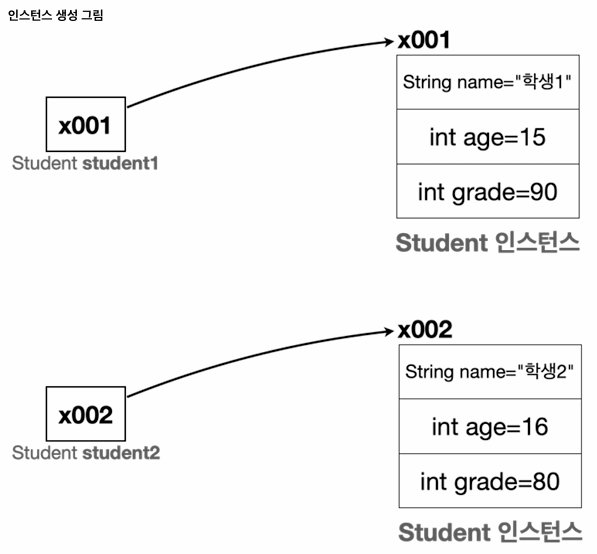 인스턴스 생성 그림
x001
String name="학생1"
x001
int age=15
Student student1
int grade=90
Student 인스턴스
x002
String name="학생2"
x002
int age=16
Student student2
int grade=80
Student 인스턴스